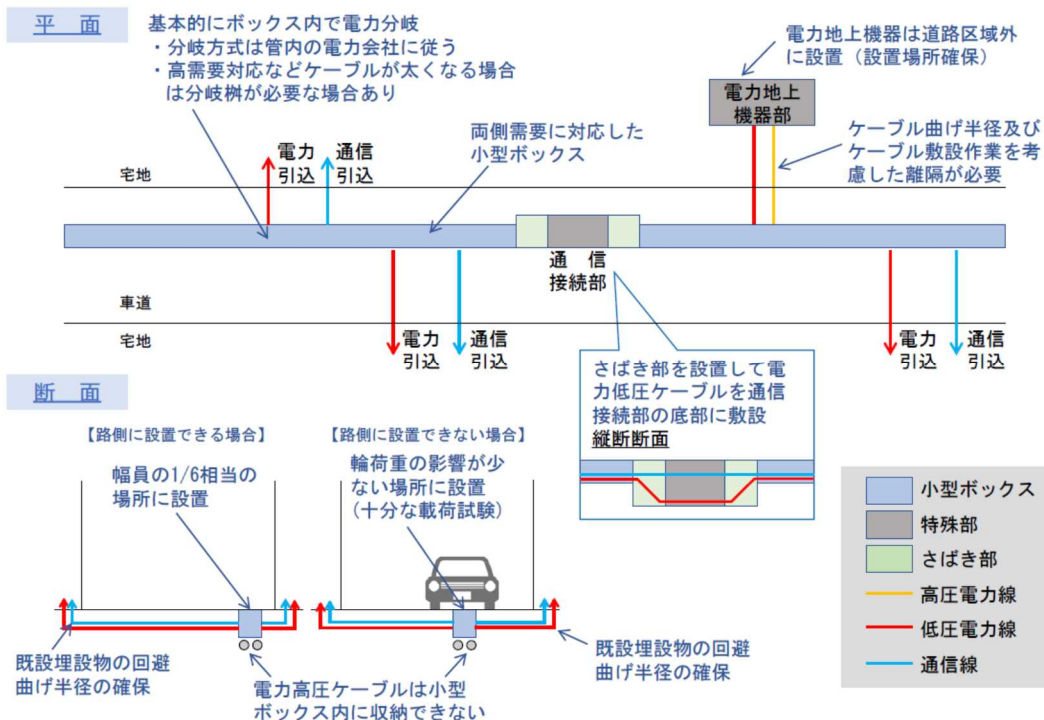 平　面
基本的にボックス内で電力分岐
・分岐方式は管内の電力会社に従う
・高需要対応などケーブルが太くなる場合
は分岐桝が必要な場合あり
電力地上機器は道路区域外
に設置（設置場所確保）
電力地上
機器部
両側需要に対応した
小型ボックス
ケーブル曲げ半径及び
ケーブル敷設作業を考
慮した離隔が必要
電力
引込
通信
引込
宅地
通　信
接続部
車道
宅地
電力
引込
通信
引込
電力
引込
通信
引込
さばき部を設置して電
力低圧ケーブルを通信
接続部の底部に敷設
縦断断面
断　面
【路側に設置できる場合】
幅員の1/6相当の
場所に設置
【路側に設置できない場合】
輪荷重の影響が少
ない場所に設置
(十分な載荷試験)
既設埋設物の回避
曲げ半径の確保
電力高圧ケーブルは小型
ボックス内に収納できない
既設埋設物の回避
曲げ半径の確保
小型ボックス
特殊部
さばき部
高圧電力線
低圧電力線
通信線